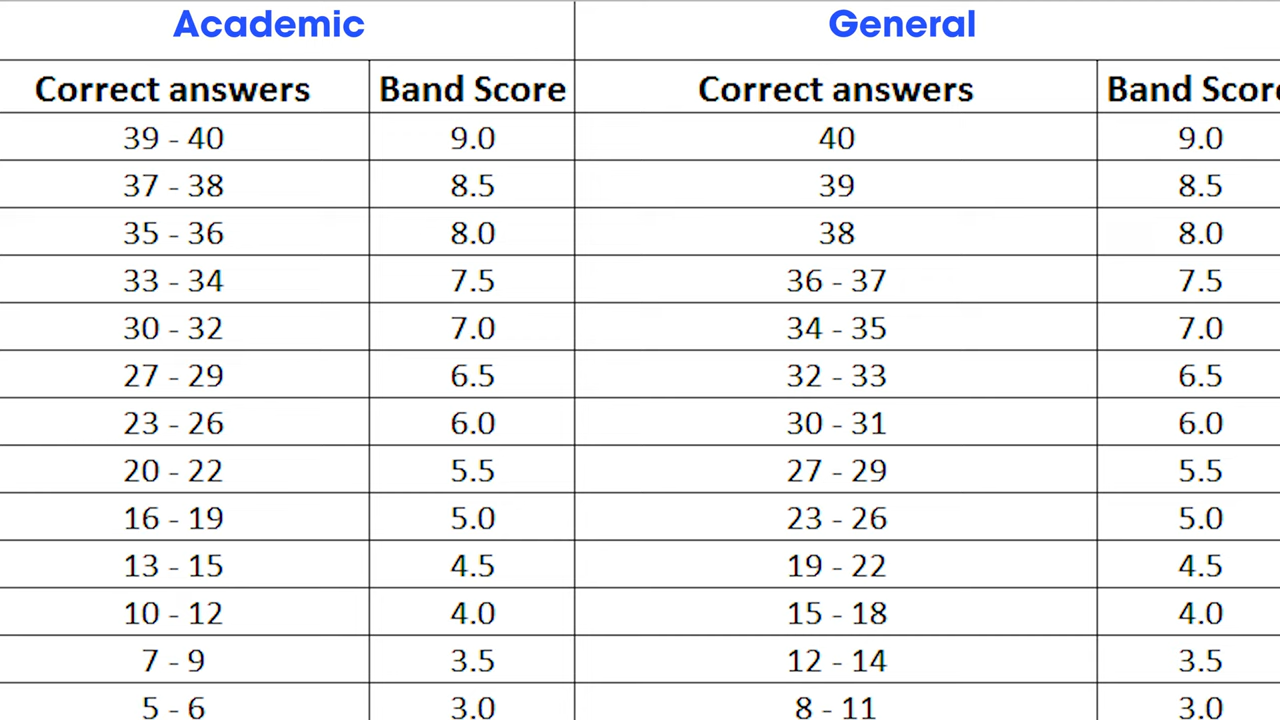 Academic General
Correct answers Band Score Correct answers Band Score
39 - 40 9.0 40 9.0
37 - 38 8.5 39 8.5
35 - 36 8.0 38 8.0
33 - 34 7.5 36 - 37 7.5
30 - 32 7.0 34 - 35 7.0
27 - 29 6.5 32 - 33 6.5
23 - 26 6.0 30 - 31 6.0
20 - 22 5.5 27 - 29 5.5
16 - 19 5.0 23 - 26 5.0
13 - 15 4.5 19 - 22 4.5
10 - 12 4.0 15 - 18 4.0
7 - 9 3.5 12 - 14 3.5
5 - 6 3.0 8 - 11 3.0